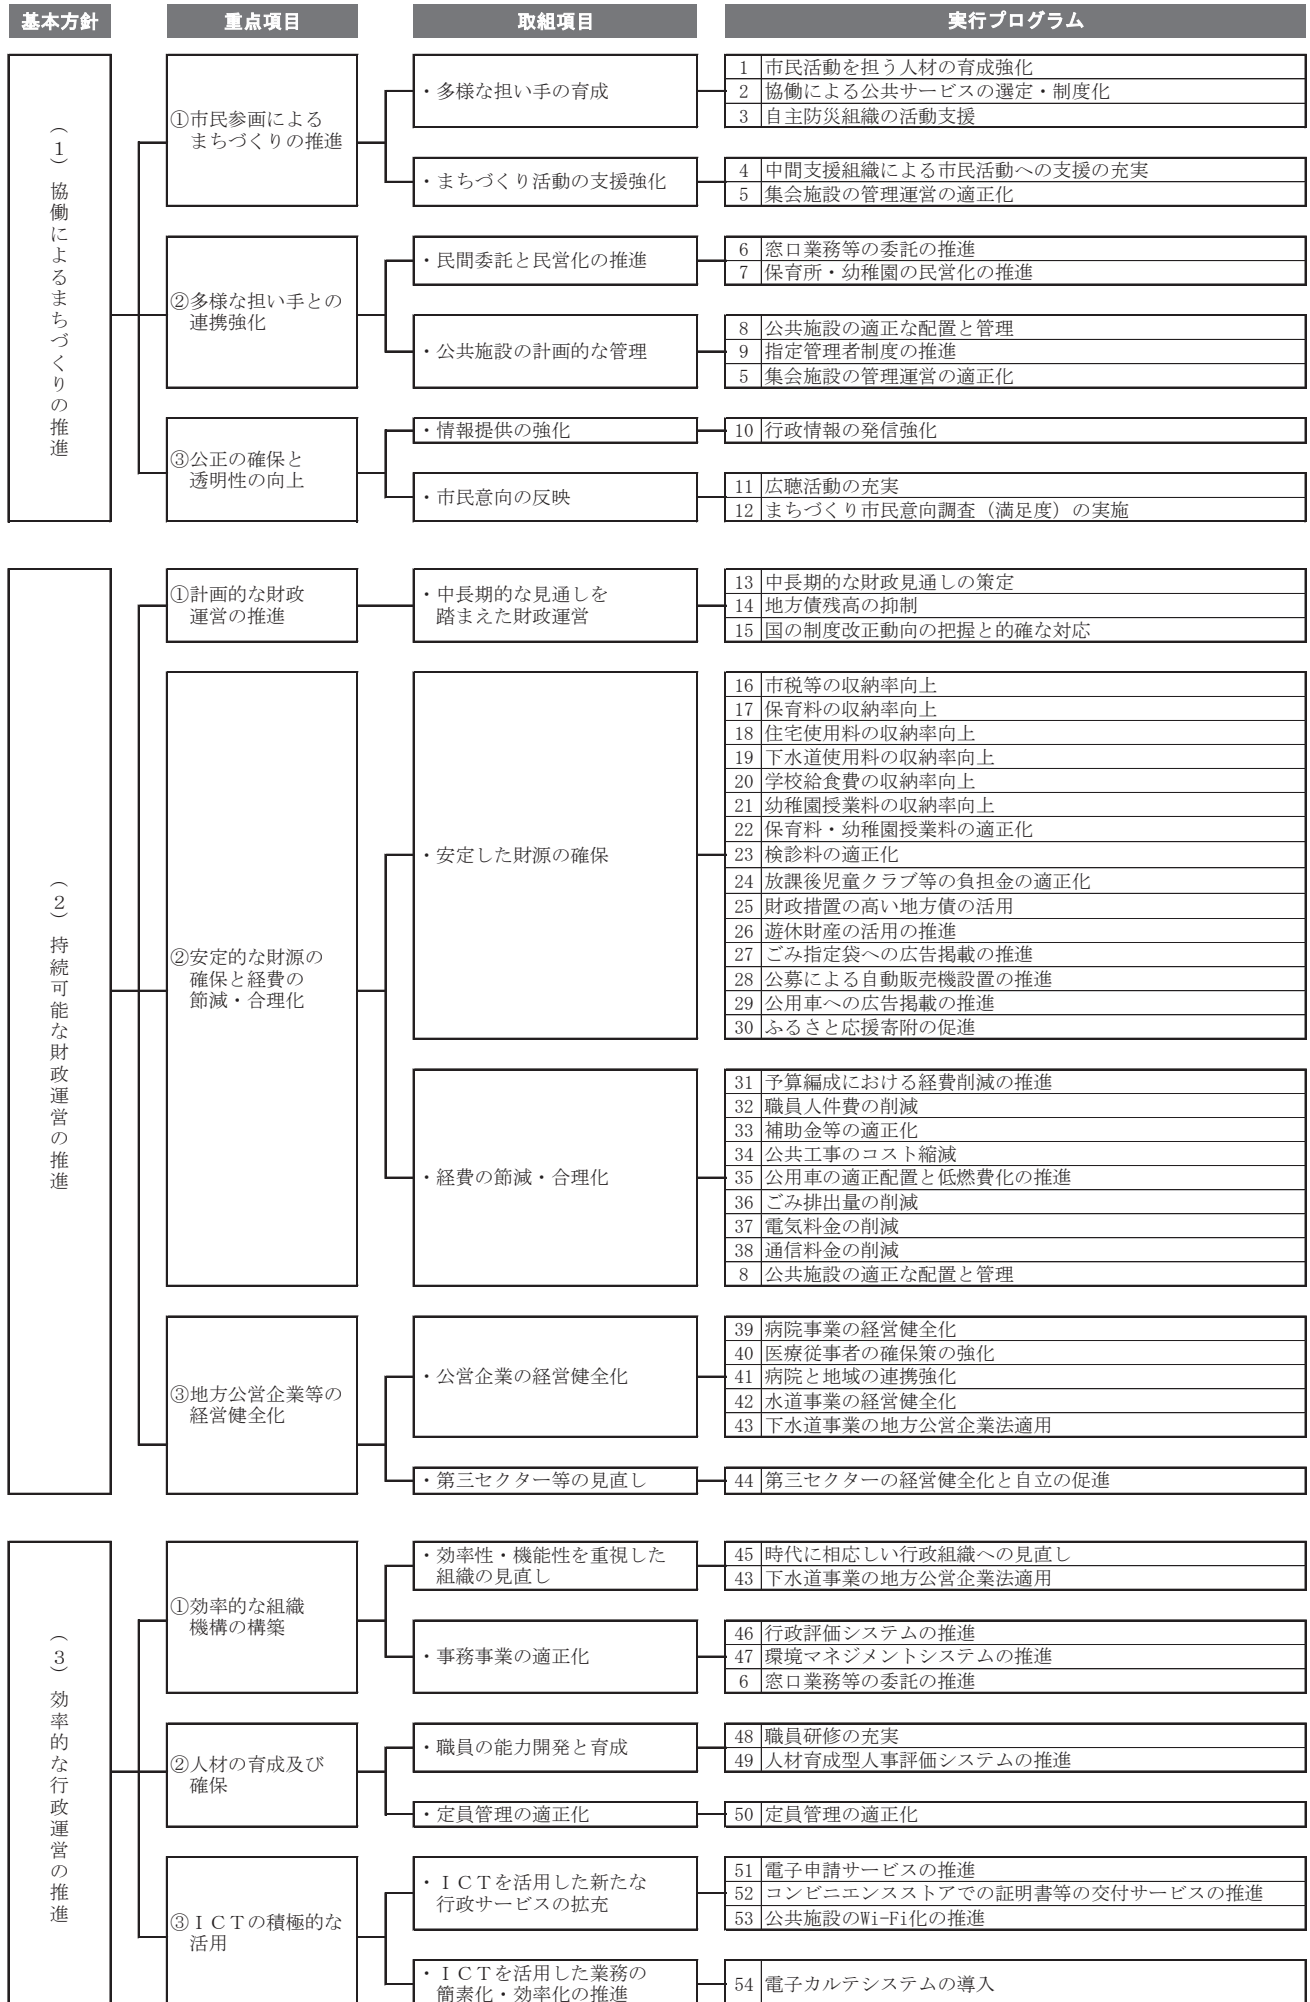 基本方針 重点項目 取組項目 実行プログラム
（1）協働によるまちづくりの推進
①市民参画による
まちづくりの推進
・多様な担い手の育成
1 市民活動を担う人材の育成強化
2 協働による公共サービスの選定・制度化
3 自主防災組織の活動支援
・まちづくり活動の支援強化
4 中間支援組織による市民活動への支援の充実
5 集会施設の管理運営の適正化
②多様な担い手との
連携強化
・民間委託と民営化の推進
6 窓口業務等の委託の推進
7 保育所・幼稚園の民営化の推進
・公共施設の計画的な管理
8 公共施設の適正な配置と管理
9 指定管理者制度の推進
5 集会施設の管理運営の適正化
③公正の確保と
透明性の向上
・情報提供の強化
10 行政情報の発信強化
・市民意向の反映
11 広聴活動の充実
12 まちづくり市民意向調査（満足度）の実施
（2）持続可能な財政運営の推進
①計画的な財政
運営の推進
・中長期的な見通しを
踏まえた財政運営
13 中長期的な財政見通しの策定
14 地方債残高の抑制
15 国の制度改正動向の把握と的確な対応
②安定的な財源の
確保と経費の
節減・合理化
・安定した財源の確保
16 市税等の収納率向上
17 保育料の収納率向上
18 住宅使用料の収納率向上
19 下水道使用料の収納率向上
20 学校給食費の収納率向上
21 幼稚園授業料の収納率向上
22 保育料・幼稚園授業料の適正化
23 検診料の適正化
24 放課後児童クラブ等の負担金の適正化
25 財政措置の高い地方債の活用
26 遊休財産の活用の推進
27 ごみ指定袋への広告掲載の推進
28 公募による自動販売機設置の推進
29 公用車への広告掲載の推進
30 ふるさと応援寄附の促進
・経費の節減・合理化
31 予算編成における経費削減の推進
32 職員人件費の削減
33 補助金等の適正化
34 公共工事のコスト縮減
35 公用車の適正配置と低燃費化の推進
36 ごみ排出量の削減
37 電気料金の削減
38 通信料金の削減
8 公共施設の適正な配置と管理
③地方公営企業等の
経営健全化
・公営企業の経営健全化
39 病院事業の経営健全化
40 医療従事者の確保策の強化
41 病院と地域の連携強化
42 水道事業の経営健全化
43 下水道事業の地方公営企業法適用
・第三セクター等の見直し
44 第三セクターの経営健全化と自立の促進
（3）効率的な行政運営の推進
①効率的な組織
機構の構築
・効率性・機能性を重視した
組織の見直し
45 時代に相応しい行政組織への見直し
43 下水道事業の地方公営企業法適用
・事務事業の適正化
46 行政評価システムの推進
47 環境マネジメントシステムの推進
6 窓口業務等の委託の推進
②人材の育成及び
確保
・職員の能力開発と育成
48 職員研修の充実
49 人材育成型人事評価システムの推進
・定員管理の適正化
50 定員管理の適正化
③ＩＣＴの積極的な
活用
・ＩＣＴを活用した新たな
行政サービスの拡充
51 電子申請サービスの推進
52 コンビニエンスストアでの証明書等の交付サービスの推進
53 公共施設のWi-Fi化の推進
・ＩＣＴを活用した業務の
簡素化・効率化の推進
54 電子カルテシステムの導入